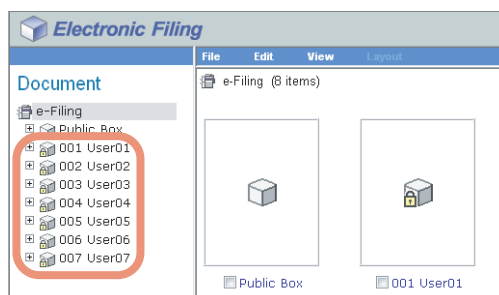 Electronic Filing
File Edit View Layout
Document
e-Filing (8 items)
e-Filing
Public Box
001 User01
002 User02
003 User03
004 User04
005 User05
006 User06
007 User07
Public Box
001 User01